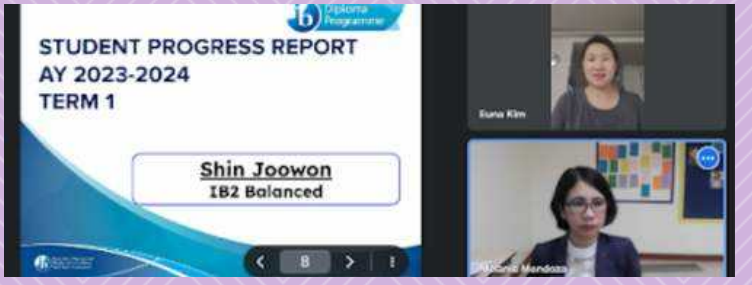 Diploma
Programme
STUDENT PROGRESS REPORT
AY 2023-2024
TERM 1
Shin Joowon
IB2 Balanced
8
Euna Kim
Mendoza